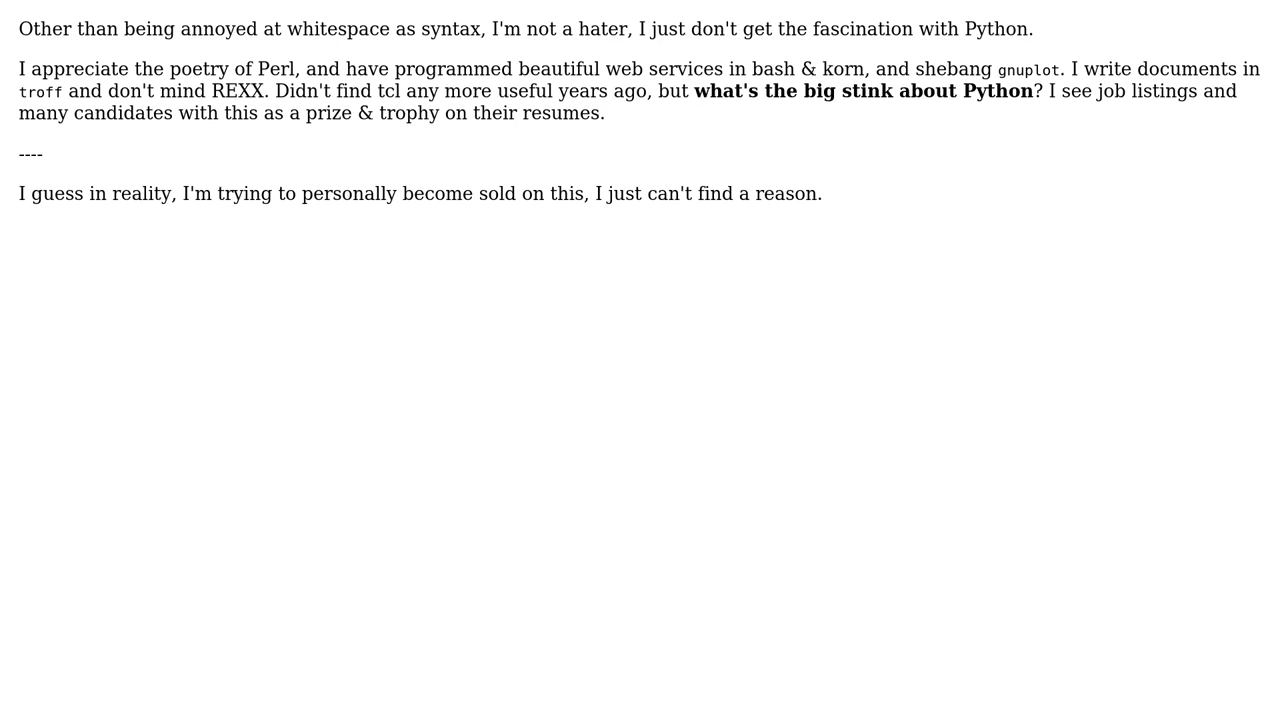 Other than being annoyed at whitespace as syntax, I'm not a hater, I just don't get the fascination with Python.
I appreciate the poetry of Perl, and have programmed beautiful web services in bash & korn, and shebang gnuplot. I write documents in
troff and don't mind REXX. Didn't find tcl any more useful years ago, but what's the big stink about Python? I see job listings and
many candidates with this as a prize & trophy on their resumes.
----
I guess in reality, I'm trying to personally become sold on this, I just can't find a reason.